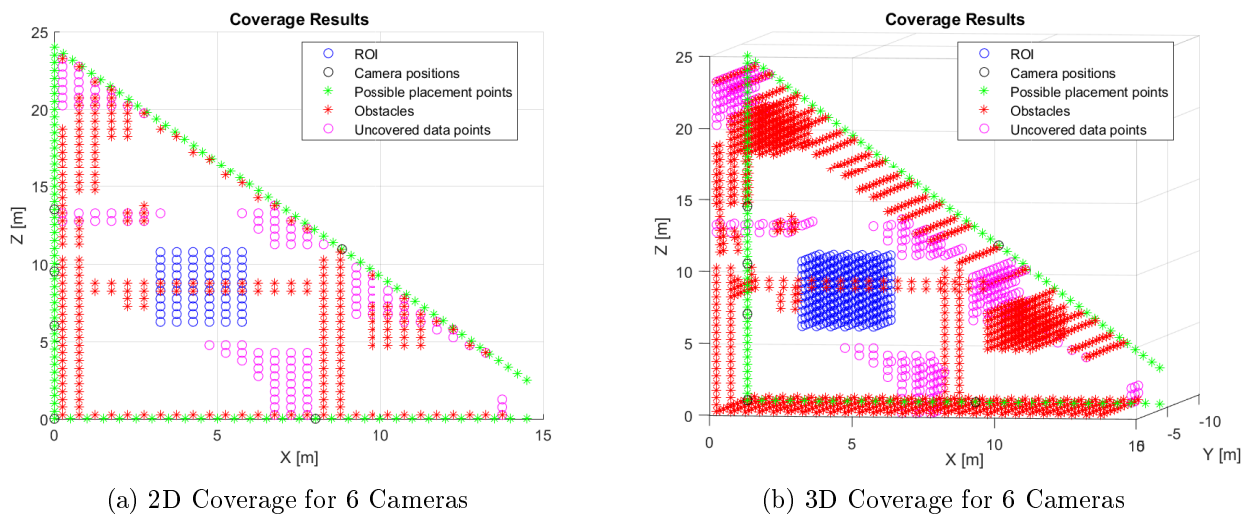 Coverage Results
ROI
Camera positions
Possible placement points
Obstacles
Uncovered data points
25
20
15
10
5
0
Z [m]
0
5
10
15
X [m]
(a) 2D Coverage for 6 Cameras
Coverage Results
ROI
Camera positions
Possible placement points
Obstacles
Uncovered data points
25
20
15
10
5
0
Z [m]
0
5
10
15
X [m]
-5
-10
Y [m]
(b) 3D Coverage for 6 Cameras